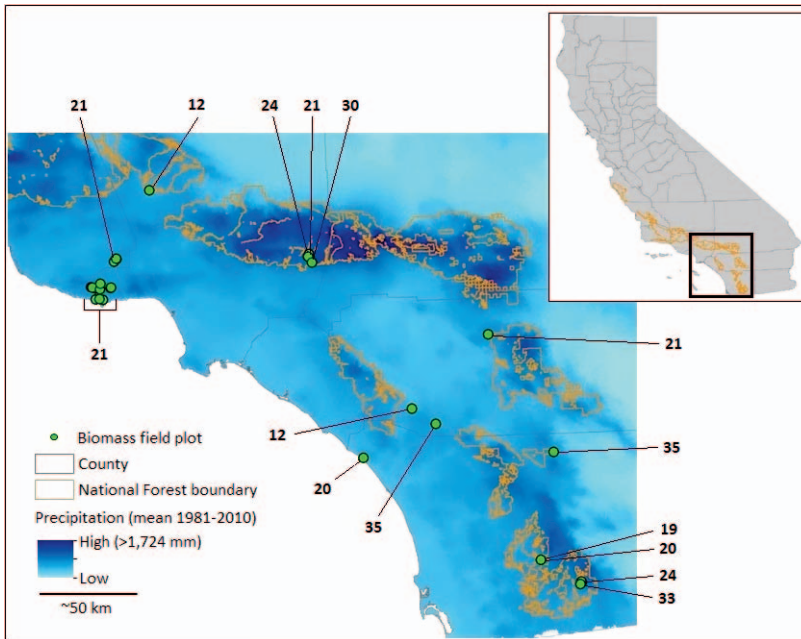 21
12
24
21
30
21
21
12
35
35
20
19
20
24
33
Biomass field plot
County
National Forest boundary
Precipitation (mean 1981-2010)
High (>1,724 mm)
Low
~50 km